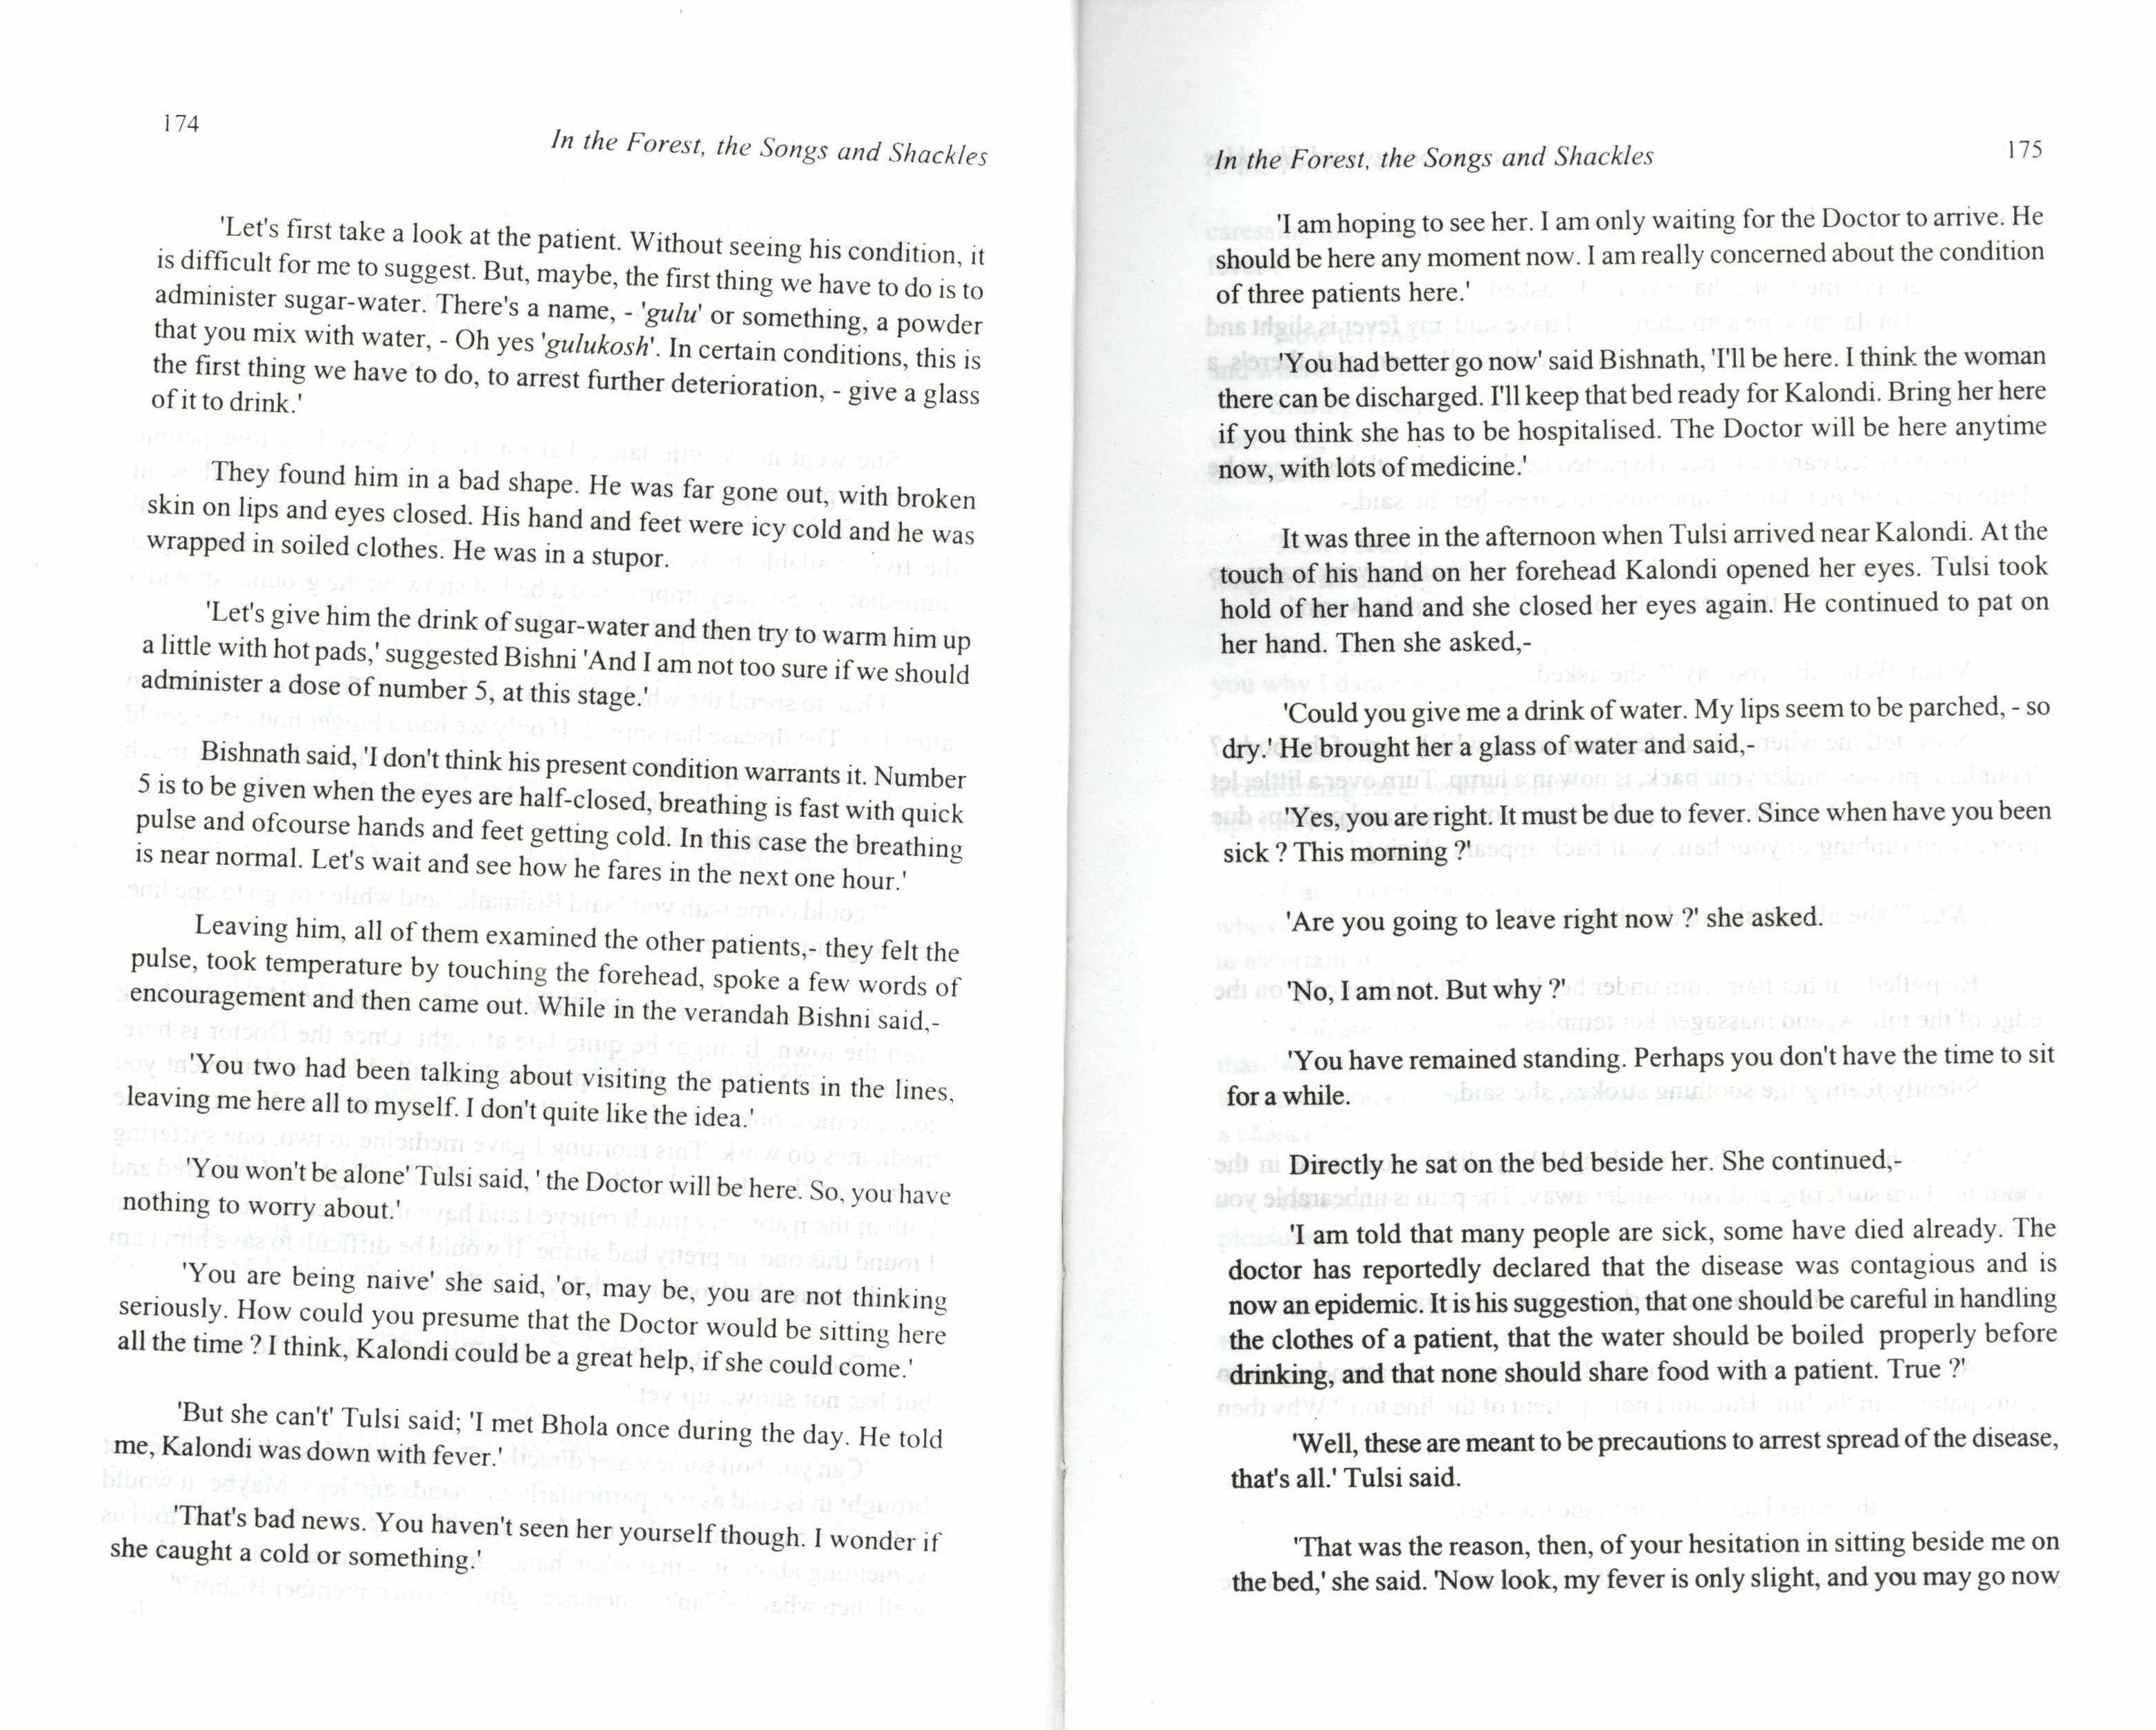 174
In the Forest, the Songs and Shackles
'Let's first take a look at the patient. Without seeing his condition, it
is difficult for me to suggest. But, maybe, the first thing we have to do is to
administer sugar-water. There's a name, - 'gulu' or something, a powder
that you mix with water, - Oh yes 'gulukosh'. In certain conditions, this is
the first thing we have to do, to arrest further deterioration, - give a glass
of it to drink.'
They found him in a bad shape. He was far gone out, with broken
skin on lips and eyes closed. His hand and feet were icy cold and he was
wrapped in soiled clothes. He was in a stupor.
'Let's give him the drink of sugar-water and then try to warm him up
a little with hot pads,' suggested Bishni 'And I am not too sure if we should
administer a dose of number 5, at this stage.'
Bishnath said, 'I don't think his present condition warrants it. Number
5 is to be given when the eyes are half-closed, breathing is fast with quick
pulse and ofcourse hands and feet getting cold. In this case the breathing
is near normal. Let's wait and see how he fares in the next one hour.'
Leaving him, all of them examined the other patients,- they felt the
pulse, took temperature by touching the forehead, spoke a few words of
encouragement and then came out. While in the verandah Bishni said,-
'You two had been talking about visiting the patients in the lines,
leaving me here all to myself. I don't quite like the idea.'
'You won't be alone' Tulsi said, ' the Doctor will be here. So, you have
nothing to worry about.'
'You are being naive' she said, 'or, may be, you are not thinking
seriously. How could you presume that the Doctor would be sitting here
all the time ? I think, Kalondi could be a great help, if she could come.'
'But she can't' Tulsi said; 'I met Bhola once during the day. He told
me, Kalondi was down with fever.'
'That's bad news. You haven't seen her yourself though. I wonder if
she caught a cold or something.'
In the Forest, the Songs and Shackles
175
'I am hoping to see her. I am only waiting for the Doctor to arrive. He
should be here any moment now. I am really concerned about the condition
of three patients here.'
'You had better go now' said Bishnath, 'I'll be here. I think the woman
there can be discharged. I'll keep that bed ready for Kalondi. Bring her here
if you think she has to be hospitalised. The Doctor will be here anytime
now, with lots of medicine.'
It was three in the afternoon when Tulsi arrived near Kalondi. At the
touch of his hand on her forehead Kalondi opened her eyes. Tulsi took
hold of her hand and she closed her eyes again. He continued to pat on
her hand. Then she asked,-
'Could you give me a drink of water. My lips seem to be parched, - so
dry.' He brought her a glass of water and said,-
'Yes, you are right. It must be due to fever. Since when have you been
sick ? This morning ?'
'Are you going to leave right now ?' she asked.
'No, I am not. But why ?'
'You have remained standing. Perhaps you don't have the time to sit
for a while.
Directly he sat on the bed beside her. She continued,-
'I am told that many people are sick, some have died already. The
doctor has reportedly declared that the disease was contagious and is
now an epidemic. It is his suggestion, that one should be careful in handling
the clothes of a patient, that the water should be boiled properly before
drinking, and that none should share food with a patient. True ?'
'Well, these are meant to be precautions to arrest spread of the disease,
that's all.' Tulsi said.
'That was the reason, then, of your hesitation in sitting beside me on
the bed,' she said. 'Now look, my fever is only slight, and you may go now